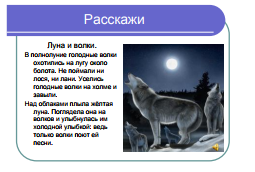 Расскажи
Луна и волки.
В полнолуние голодные волки
охотились на лугу около
болота. Не поймали ни
лося, ни лани. Уселись
голодные волки на холме и
завыли.
Над облаками плыла жёлтая
луна. Поглядела она на
волков и улыбнулась им
холодной улыбкой: ведь
только волки поют ей
песни.